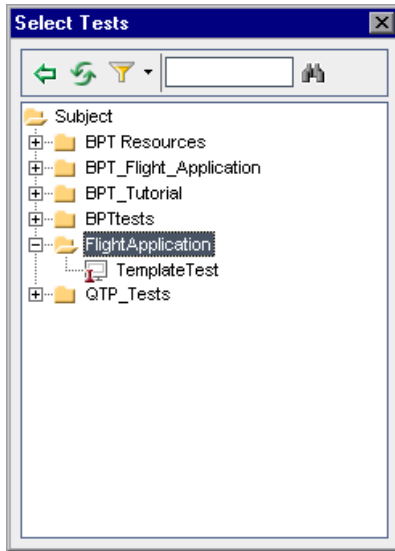 Select Tests
Subject
BPT Resources
BPT_Flight_Application
BPT_Tutorial
BPTtests
FlightApplication
TemplateTest
QTP_Tests